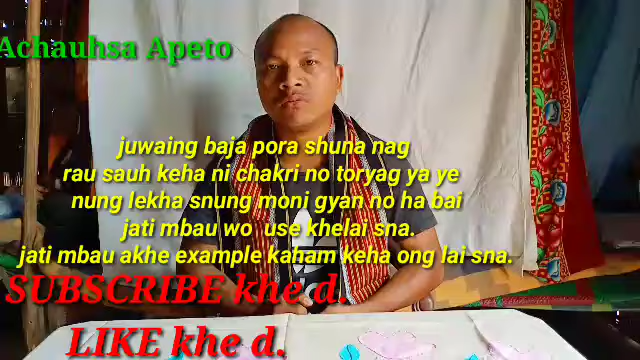 Achauhsa Apeto
juwaing baja pora shuna nag
rau sauh keha ni chakri no toryag ya ye
nung lekha snung moni gyan no ha bai
jati mbau wo use khelai sna.
jati mbau akhe example kaham keha ong lai sna.
SUBSCRIBE khe d.
LIKE khe d.